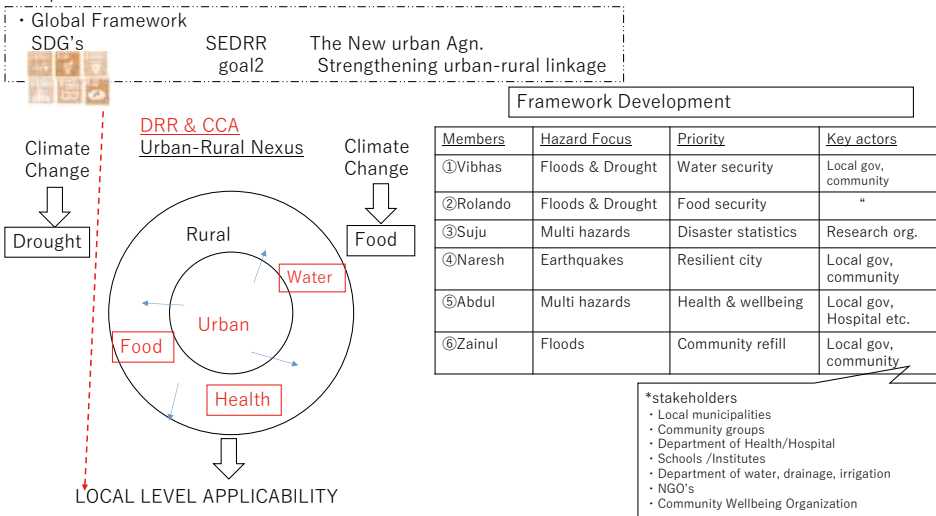 ・Global Framework
SDG's SEDRR The New urban Agn.
goal2 Strengthening urban-rural linkage
DRR & CCA
Urban-Rural Nexus
Climate
Change
Drought
Climate
Change
Food
Rural
Water
Urban
Food
Health
LOCAL LEVEL APPLICABILITY
Framework Development
Members Hazard Focus Priority Key actors
①Vibhas Floods & Drought Water security Local gov,
community
②Rolando Floods & Drought Food security “
③Suju Multi hazards Disaster statistics Research org.
④Naresh Earthquakes Resilient city Local gov,
community
⑤Abdul Multi hazards Health & wellbeing Local gov,
Hospital etc.
⑥Zainul Floods Community refill Local gov,
community
*stakeholders
・Local municipalities
・Community groups
・Department of Health/Hospital
・Schools /Institutes
・Department of water, drainage, irrigation
・NGO's
・Community Wellbeing Organization